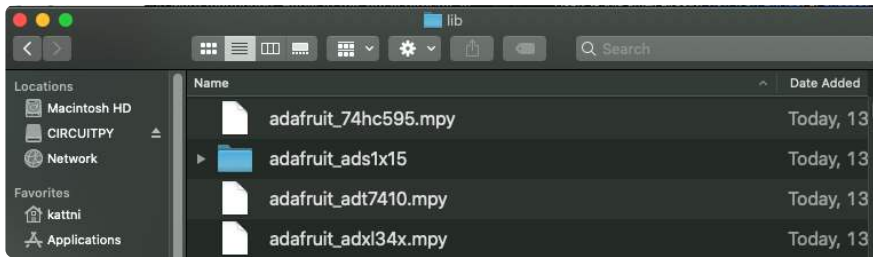 lib
Search
Locations
Macintosh HD
CIRCUITPY
Network
Favorites
kattni
Applications
Name
Date Added
adafruit_74hc595.mpy
Today, 13
adafruit_ads1x15
Today, 13
adafruit_adt7410.mpy
Today, 13
adafruit_adxl34x.mpy
Today, 13